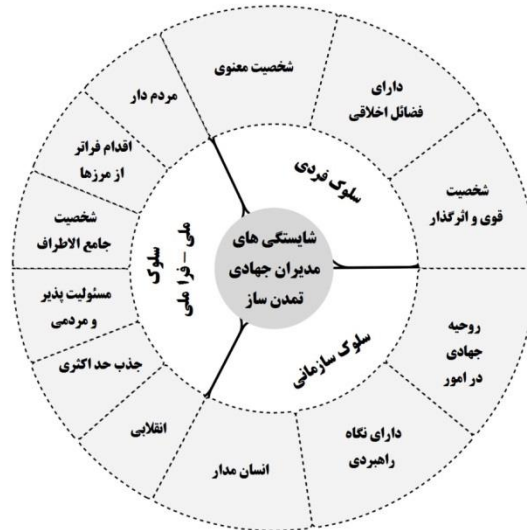 شایستگی های
مدیران جهادی
تمدن ساز
سلوک فردی
شخصیت معنوی
دارای
فضائل اخلاقی
شخصیت
قوی و اثرگذار
سلوک سازمانی
روحیه
جهادی
در امور
دارای نگاه
راهبردی
انسان مدار
سلوک
ملی – فرا ملی
انقلابی
جذب حداکثری
مسئولیت پذیر
و مردمی
شخصیت
جامع الاطراف
اقدام فراتر
از مرزها
مردم دار